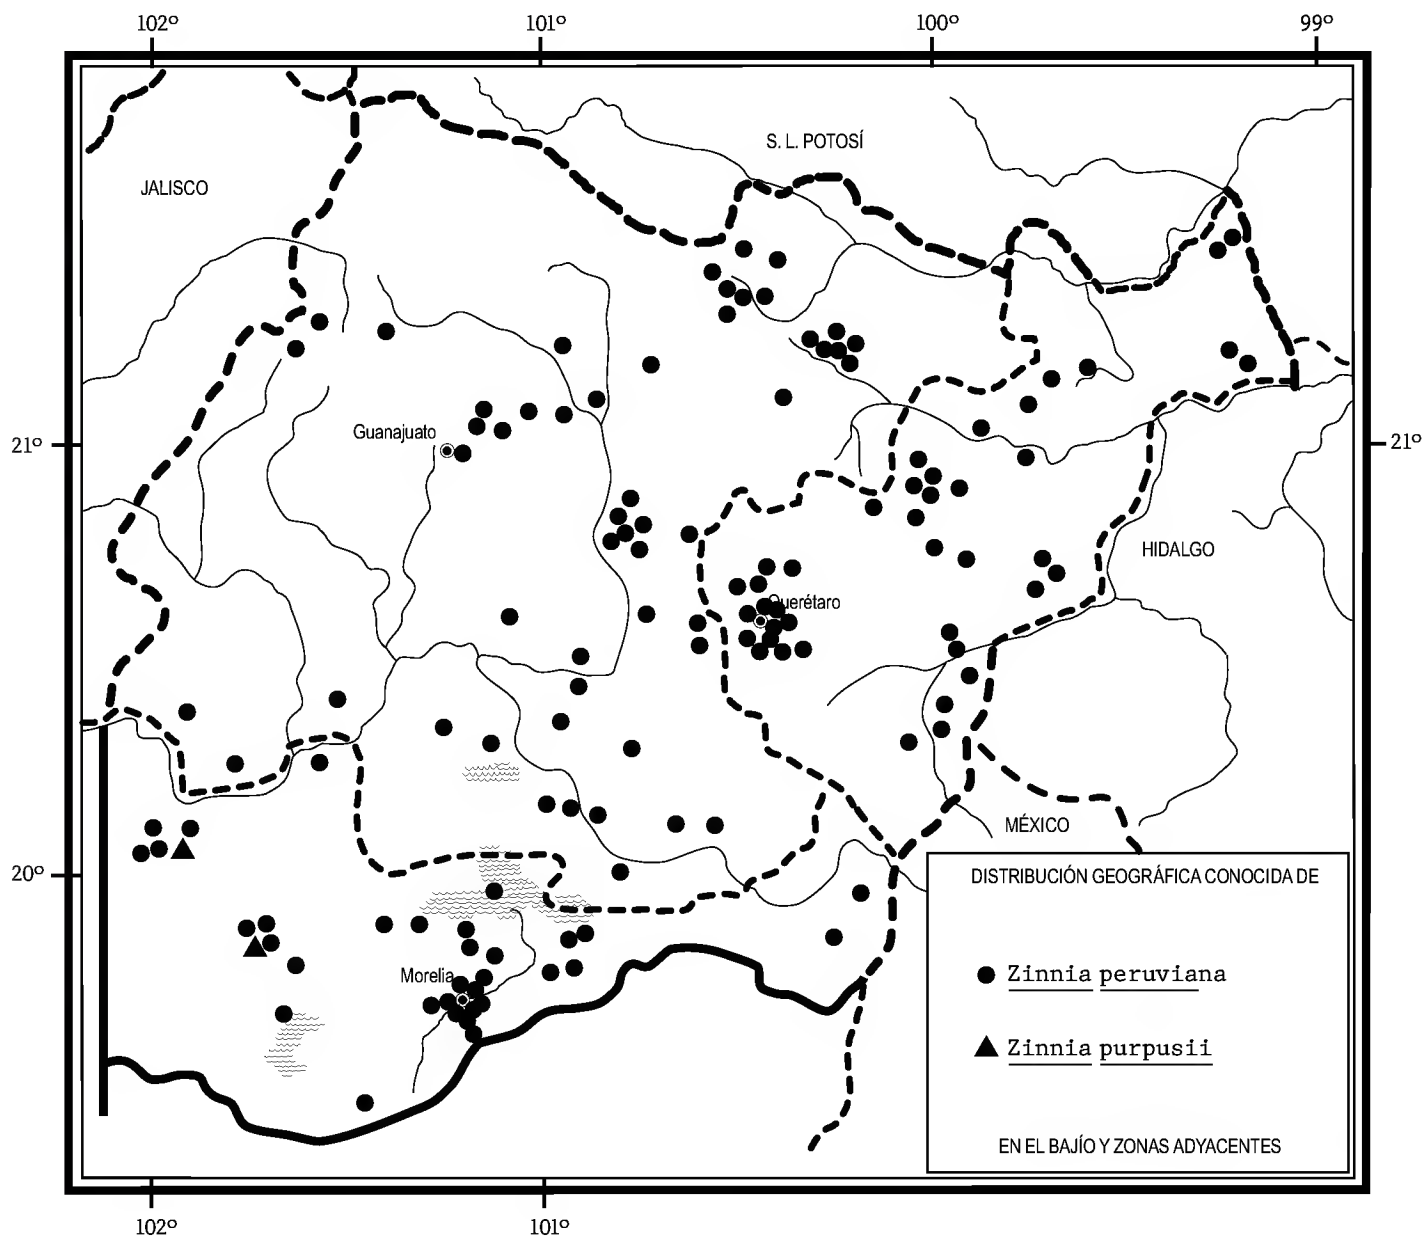 102º 101º 100º 99º
S. L. POTOSÍ
JALISCO
Guanajuato
21º 21º
HIDALGO
Querétaro
MÉXICO
20º
DISTRIBUCIÓN GEOGRÁFICA CONOCIDA DE
Zinnia peruviana
Morelia
Zinnia purpusii
EN EL BAJÍO Y ZONAS ADYACENTES
102º 101º